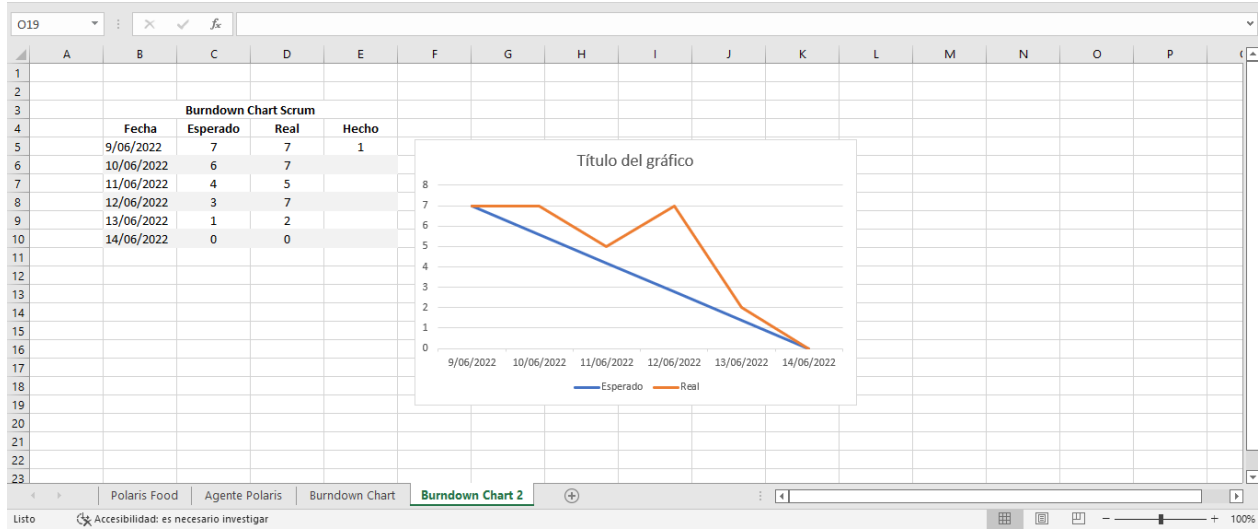 O19 fx
A B C D E F G H I J K L M N O P
1
2
3 Burndown Chart Scrum
4 Fecha Esperado Real Hecho
5 9/06/2022 7 7 1
6 10/06/2022 6 7
7 11/06/2022 4 5
8 12/06/2022 3 7
9 13/06/2022 1 2
10 14/06/2022 0 0
11
12
13
14
15
16
17
18
19
20
21
22
23
Título del gráfico
8
7
6
5
4
3
2
1
0
9/06/2022 10/06/2022 11/06/2022 12/06/2022 13/06/2022 14/06/2022
Esperado Real
Polaris Food Agente Polaris Burndown Chart Burndown Chart 2
Listo Accesibilidad: es necesario investigar 100%